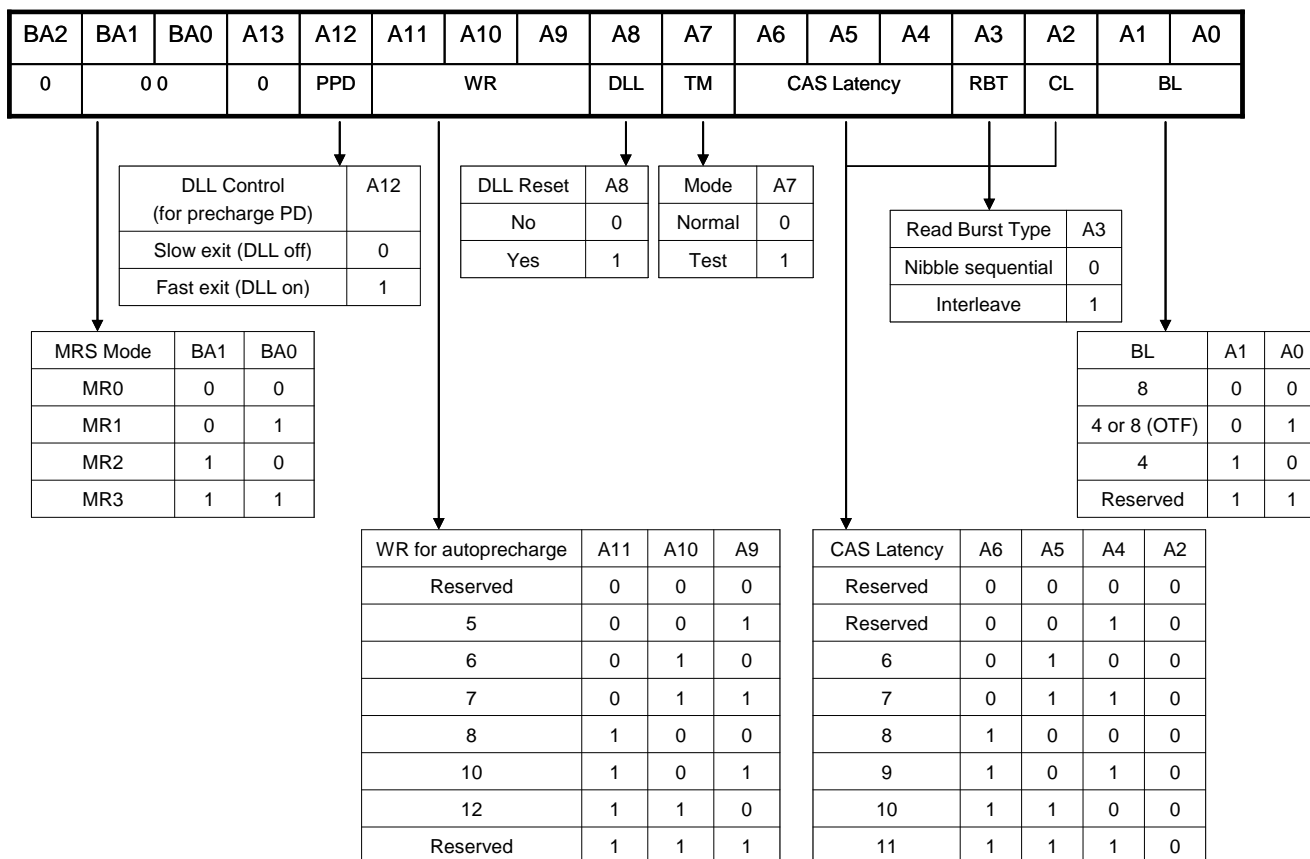 BA2 BA1 BA0 A13 A12 A11 A10 A9 A8 A7 A6 A5 A4 A3 A2 A1 A0
0 0 0 0 PPD WR DLL TM CAS Latency RBT CL BL
DLL Control (for precharge PD) A12
Slow exit (DLL off) 0
Fast exit (DLL on) 1
DLL Reset A8
No 0
Yes 1
Mode A7
Normal 0
Test 1
Read Burst Type A3
Nibble sequential 0
Interleave 1
MRS Mode BA1 BA0
MR0 0 0
MR1 0 1
MR2 1 0
MR3 1 1
BL A1 A0
8 0 0
4 or 8 (OTF) 0 1
4 1 0
Reserved 1 1
WR for autoprecharge A11 A10 A9
Reserved 0 0 0
5 0 0 1
6 0 1 0
7 0 1 1
8 1 0 0
10 1 0 1
12 1 1 0
Reserved 1 1 1
CAS Latency A6 A5 A4 A2
Reserved 0 0 0 0
Reserved 0 0 1 0
6 0 1 0 0
7 0 1 1 0
8 1 0 0 0
9 1 0 1 0
10 1 1 0 0
11 1 1 1 0